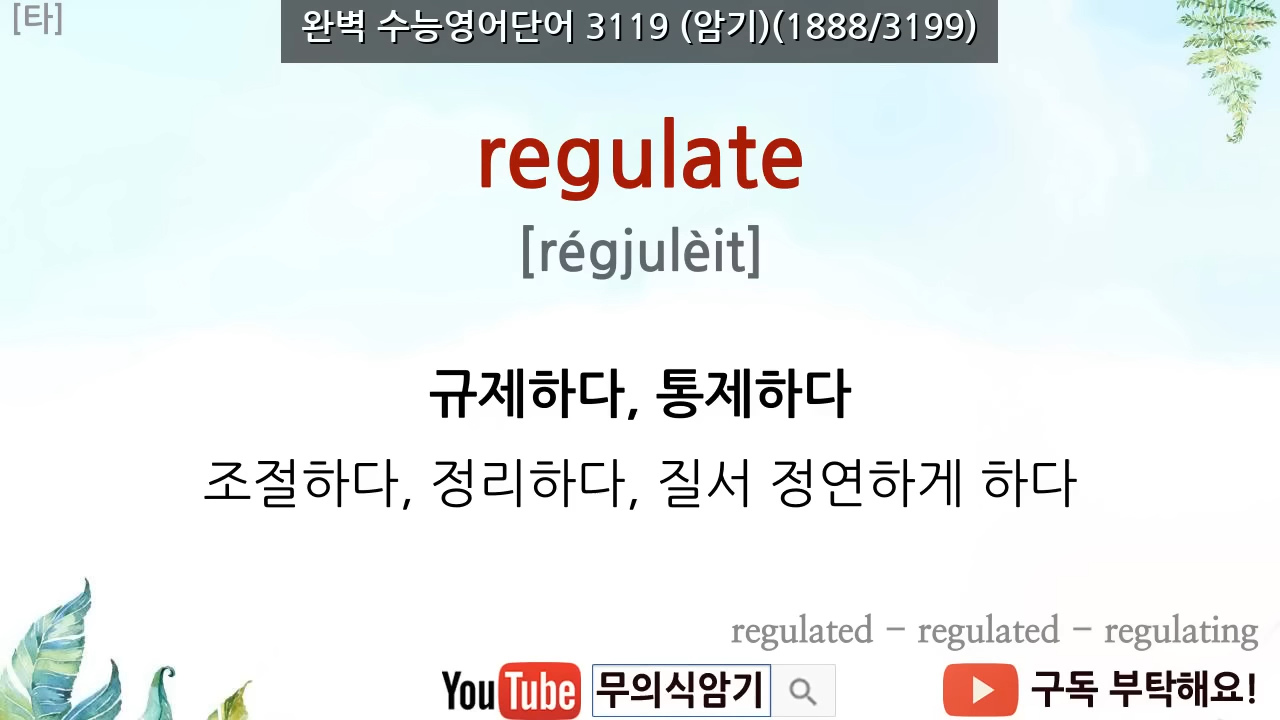 [타]
완벽 수능영어단어 3119 (암기)(1888/3199)
regulate
[régjulèit]
규제하다, 통제하다
조절하다, 정리하다, 질서 정연하게 하다
regulated - regulated - regulating
YouTube 무의식암기 구독 부탁해요!